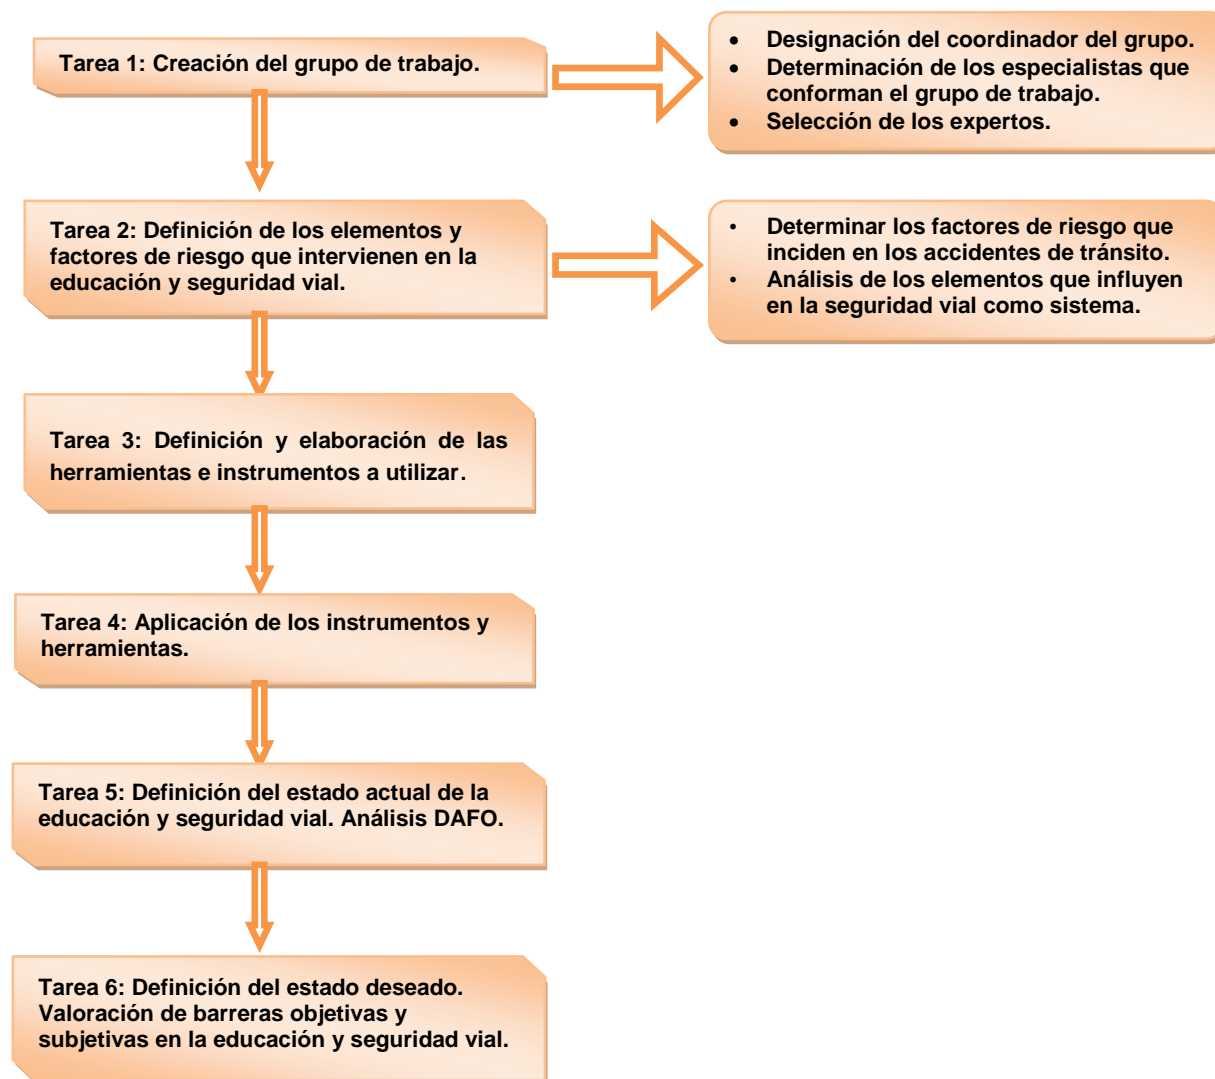 Tarea 1: Creación del grupo de trabajo.
• Designación del coordinador del grupo.
• Determinación de los especialistas que
conforman el grupo de trabajo.
• Selección de los expertos.
Tarea 2: Definición de los elementos y
factores de riesgo que intervienen en la
educación y seguridad vial.
• Determinar los factores de riesgo que
inciden en los accidentes de tránsito.
• Análisis de los elementos que influyen
en la seguridad vial como sistema.
Tarea 3: Definición y elaboración de las
herramientas e instrumentos a utilizar.
Tarea 4: Aplicación de los instrumentos y
herramientas.
Tarea 5: Definición del estado actual de la
educación y seguridad vial. Análisis DAFO.
Tarea 6: Definición del estado deseado.
Valoración de barreras objetivas y
subjetivas en la educación y seguridad vial.